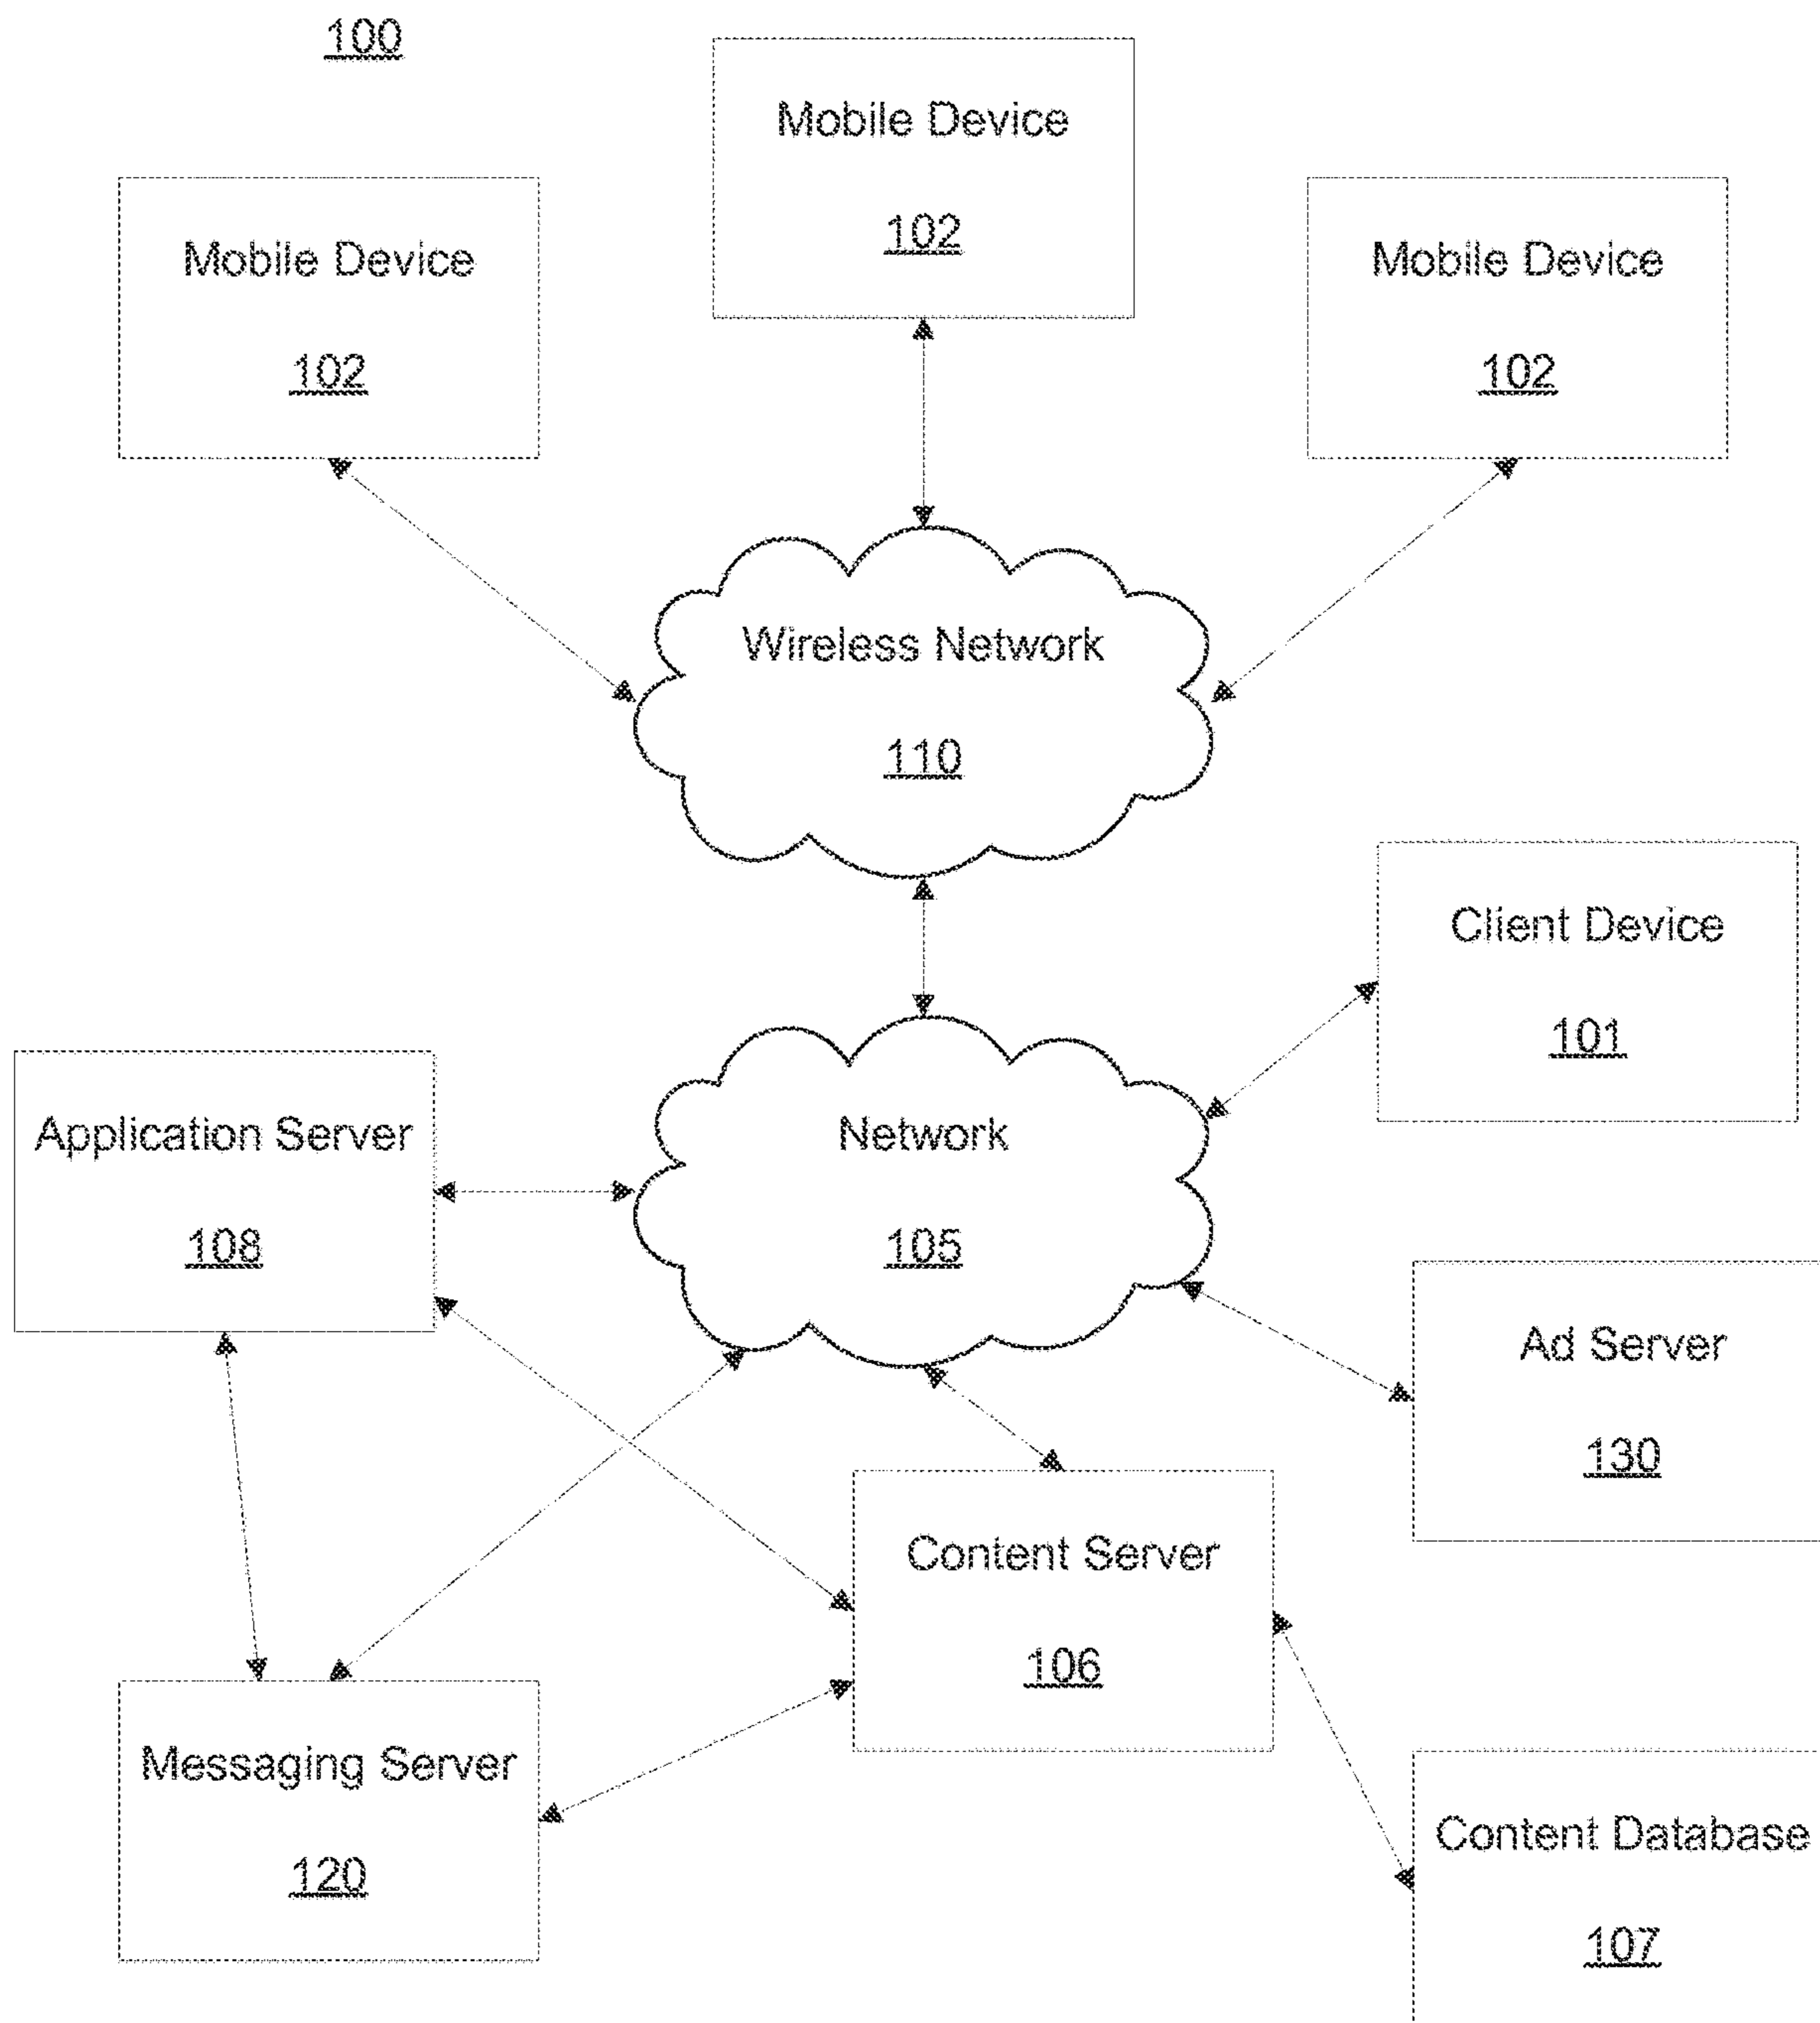 100
Mobile Device
102
Mobile Device
102
Mobile Device
102
Wireless Network
110
Client Device
101
Application Server
108
Network
105
Ad Server
130
Content Server
106
Messaging Server
120
Content Database
107